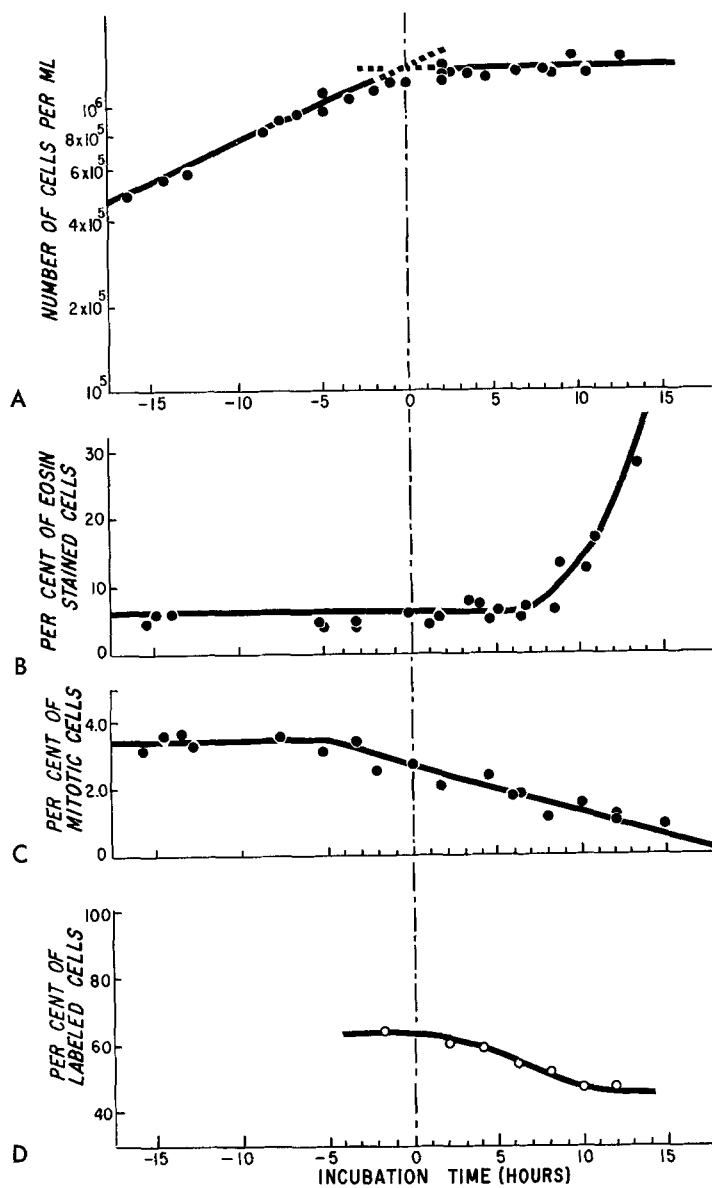 NUMBER OF CELLS PER ML
10⁶
8x10⁵
6x10⁵
4x10⁵
2x10⁵
10⁵
-15 -10 -5 0 5 10 15
A
PER CENT OF EOSIN
STAINED CELLS
30
20
10
0
B
PER CENT OF
MITOTIC CELLS
4.0
2.0
0
C
PER CENT OF
LABELED CELLS
100
80
60
40
D
-15 -10 -5 0 5 10 15
INCUBATION TIME (HOURS)